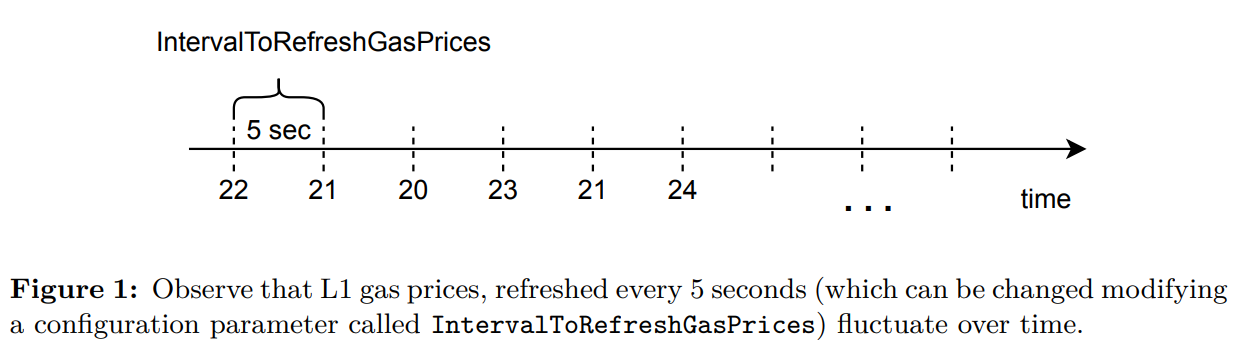 IntervalToRefreshGasPrices
5 sec
22 21 20 23 21 24
. . . time
Figure 1: Observe that L1 gas prices, refreshed every 5 seconds (which can be changed modifying
a configuration parameter called IntervalToRefreshGasPrices) fluctuate over time.